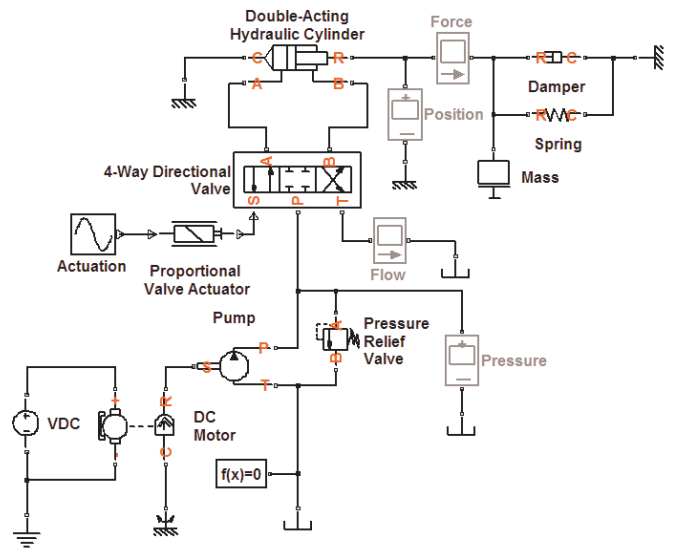 Double-Acting
Hydraulic Cylinder
Force
C
R
R C
A
B
Damper
Position
R C
Spring
4-Way Directional
Valve
A
B
S
P
T
Mass
Actuation
Proportional
Valve Actuator
Flow
Pump
Pressure
Relief
Valve
A
B
Pressure
P
S
T
VDC
+
-
R
C
DC
Motor
f(x)=0